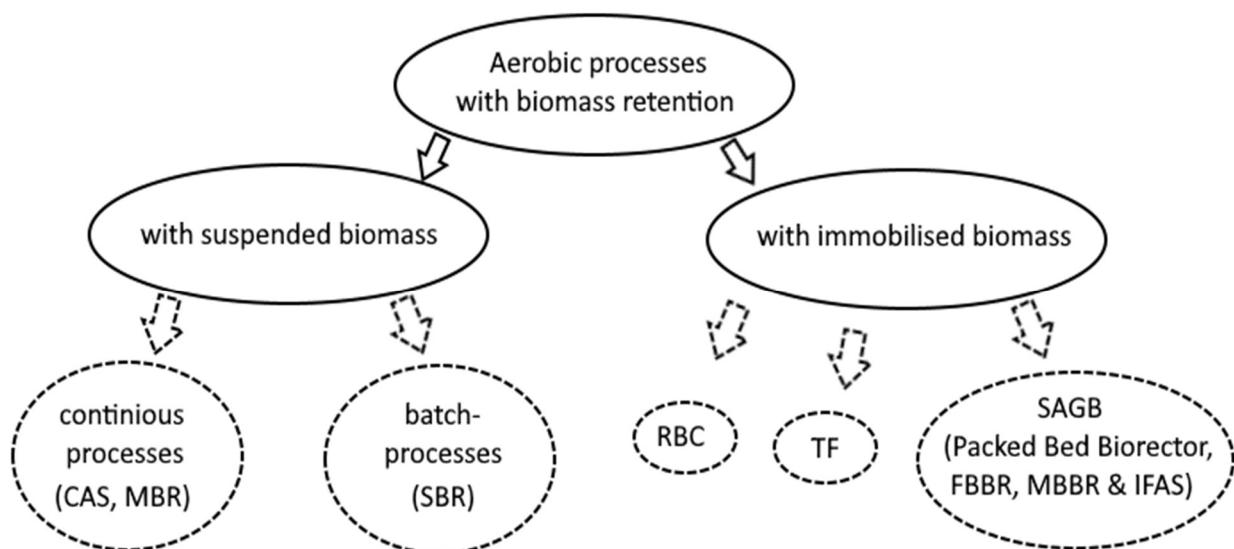 Aerobic processes
with biomass retention
with suspended biomass
with immobilised biomass
continious
processes
(CAS, MBR)
batch-
processes
(SBR)
RBC
TF
SAGB
(Packed Bed Biorector,
FBBR, MBBR & IFAS)